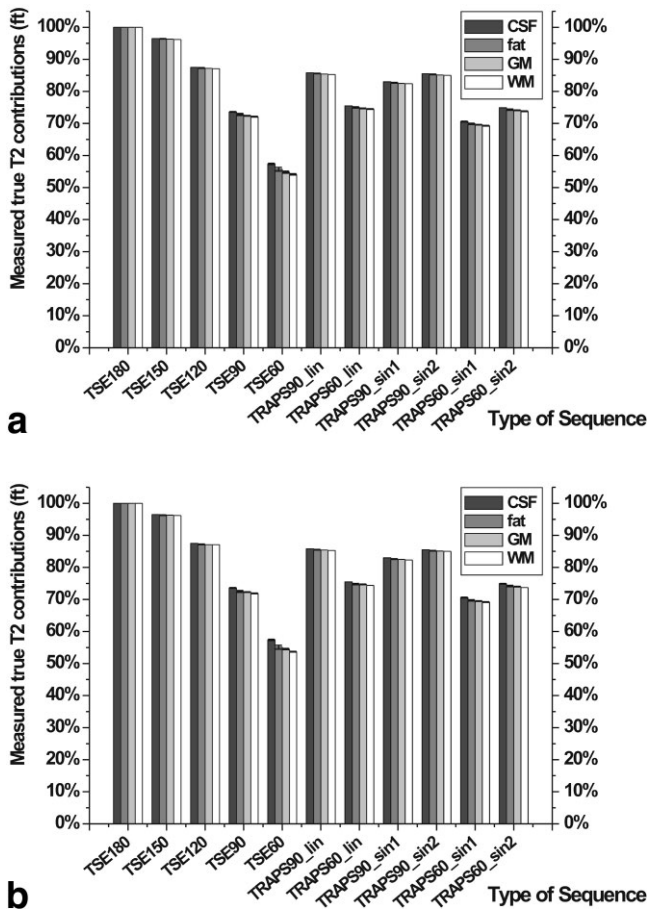 a
Measured true T2 contributions (ft)
100% 100%
90% 90%
80% 80%
70% 70%
60% 60%
50% 50%
40% 40%
30% 30%
20% 20%
10% 10%
0% 0%
CSF
fat
GM
WM
TSE180 TSE150 TSE120 TSE90 TSE60 TRAPS90_lin TRAPS60_lin TRAPS90_sin1 TRAPS90_sin2 TRAPS60_sin1 TRAPS60_sin2
Type of Sequence
b
Measured true T2 contributions (ft)
100% 100%
90% 90%
80% 80%
70% 70%
60% 60%
50% 50%
40% 40%
30% 30%
20% 20%
10% 10%
0% 0%
CSF
fat
GM
WM
TSE180 TSE150 TSE120 TSE90 TSE60 TRAPS90_lin TRAPS60_lin TRAPS90_sin1 TRAPS90_sin2 TRAPS60_sin1 TRAPS60_sin2
Type of Sequence